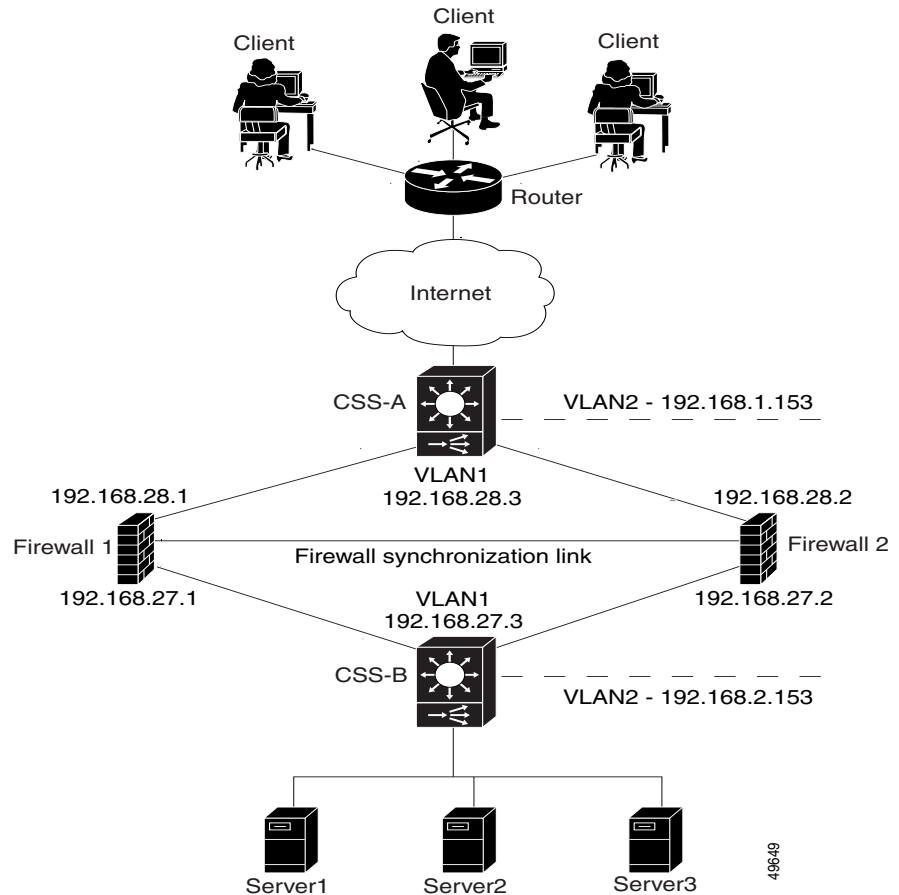 Client
Client
Client
Router
Internet
CSS-A
VLAN2 - 192.168.1.153
VLAN1
192.168.28.3
192.168.28.1
192.168.28.2
Firewall 1
Firewall synchronization link
Firewall 2
192.168.27.1
VLAN1
192.168.27.3
192.168.27.2
CSS-B
VLAN2 - 192.168.2.153
Server1
Server2
Server3
49649